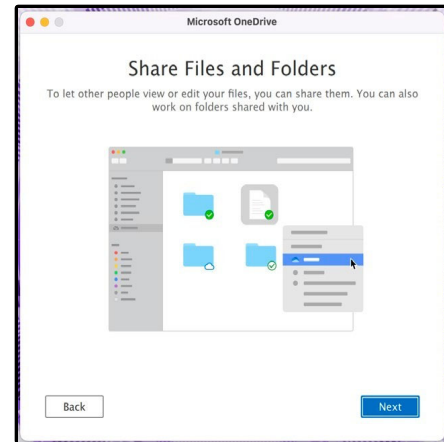 Microsoft OneDrive
Share Files and Folders
To let other people view or edit your files, you can share them. You can also
work on folders shared with you.
Back
Next